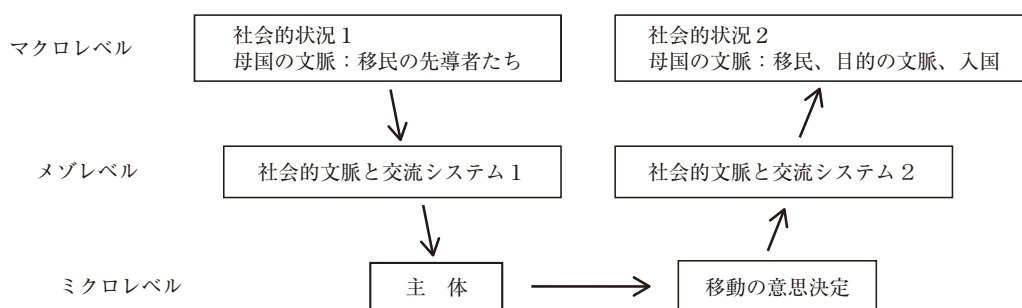 マクロレベル
社会的状況1
母国の文脈：移民の先導者たち
社会的状況2
母国の文脈：移民、目的の文脈、入国
メゾレベル
社会的文脈と交流システム1
社会的文脈と交流システム2
ミクロレベル
主　体
移動の意思決定